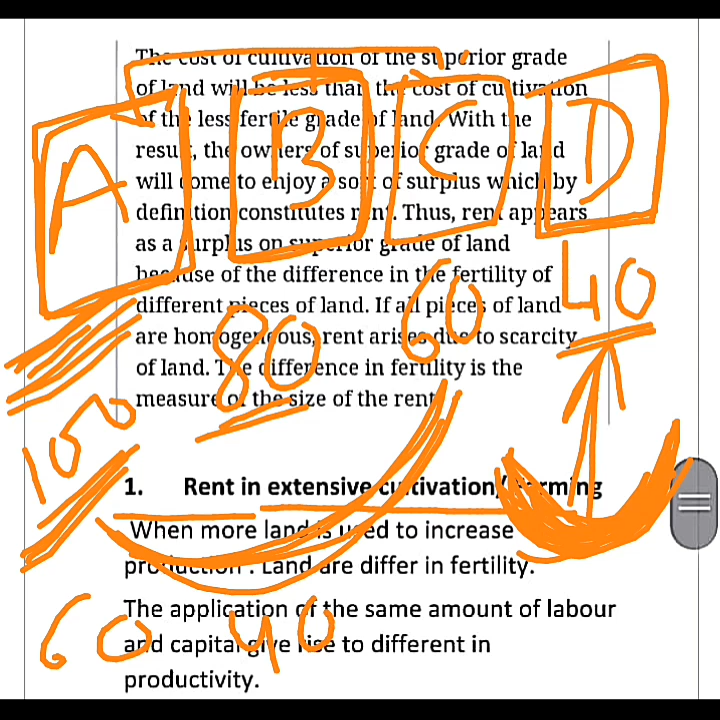 The cost of cultivation of the superior grade
of land will be less than the cost of cultivation
of the less fertile grade of land. With the
result, the owners of superior grade of land
will come to enjoy a sort of surplus which by
definition constitutes rent. Thus, rent appears
as a surplus on superior grade of land
because of the difference in the fertility of
different pieces of land. If all pieces of land
are homogeneous, rent arises due to scarcity
of land. The difference in fertility is the
measure of the size of the rent.
A B C D
100 80 60 40
1. Rent in extensive cultivation/ farming
When more land is used to increase
production . Land are differ in fertility.
The application of the same amount of labour
and capital give rise to different in
productivity.
60 40